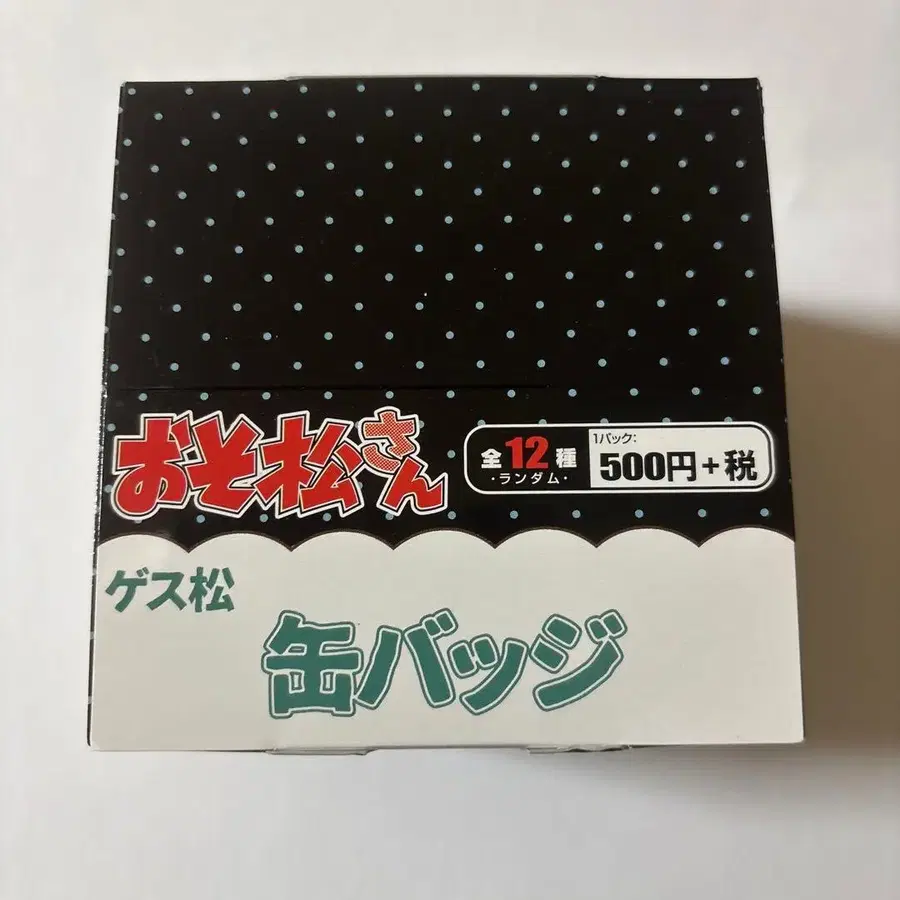 おそ松さん
全12種
・ランダム・
1パック:
500円+税
ゲス松
缶バッジ